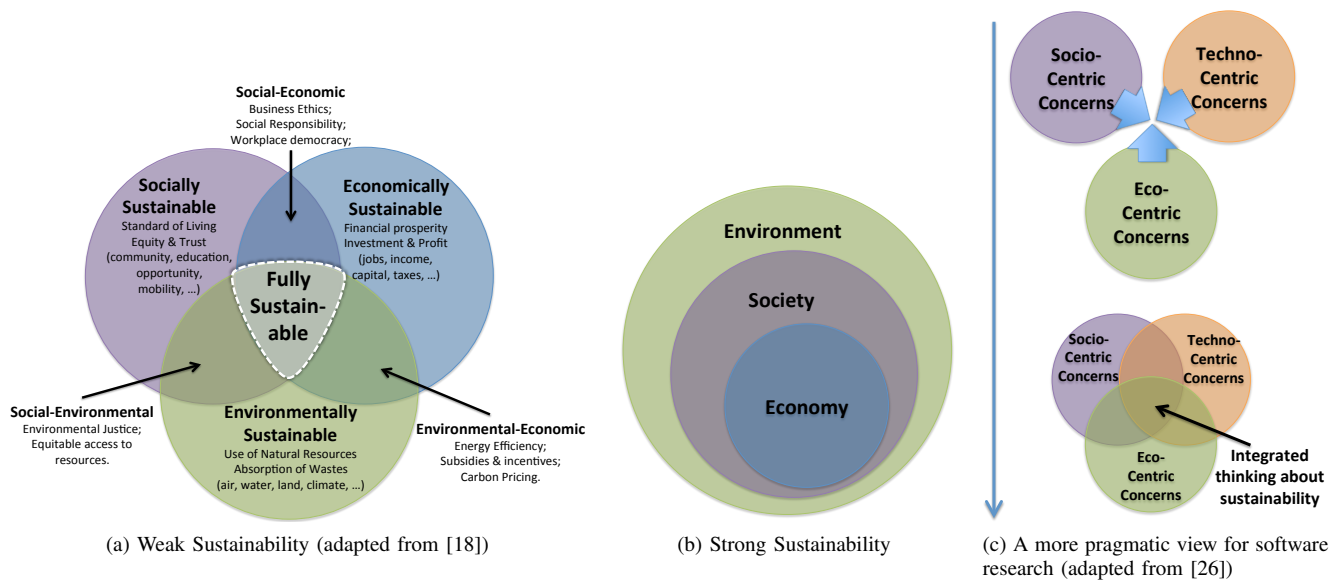 Social-Economic
Business Ethics;
Social Responsibility;
Workplace democracy;
Socially
Sustainable
Standard of Living
Equity & Trust
(community, education,
opportunity,
mobility, ...)
Economically
Sustainable
Financial prosperity
Investment & Profit
(jobs, income,
capital, taxes, ...)
Fully
Sustain-
able
Social-Environmental
Environmental Justice;
Equitable access to
resources.
Environmentally
Sustainable
Use of Natural Resources
Absorption of Wastes
(air, water, land, climate, ...)
Environmental-Economic
Energy Efficiency;
Subsidies & incentives;
Carbon Pricing.
(a) Weak Sustainability (adapted from [18])
Environment
Society
Economy
(b) Strong Sustainability
Socio-
Centric
Concerns
Techno-
Centric
Concerns
Eco-
Centric
Concerns
Socio-
Centric
Concerns
Techno-
Centric
Concerns
Eco-
Centric
Concerns
Integrated
thinking about
sustainability
(c) A more pragmatic view for software
research (adapted from [26])